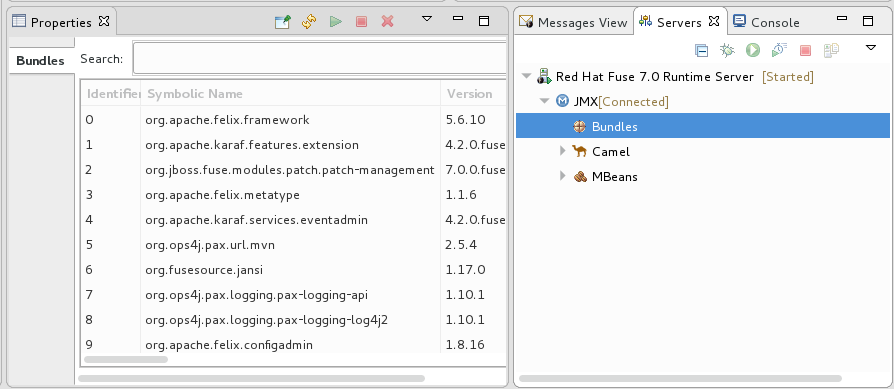 Properties
Bundles
Search:
Identifier Symbolic Name Version
0 org.apache.felix.framework 5.6.10
1 org.apache.karaf.features.extension 4.2.0.fuse
2 org.jboss.fuse.modules.patch.patch-management 7.0.0.fuse
3 org.apache.felix.metatype 1.1.6
4 org.apache.karaf.services.eventadmin 4.2.0.fuse
5 org.ops4j.pax.url.mvn 2.5.4
6 org.fusesource.jansi 1.17.0
7 org.ops4j.pax.logging.pax-logging-api 1.10.1
8 org.ops4j.pax.logging.pax-logging-log4j2 1.10.1
9 org.apache.felix.configadmin 1.8.16
Messages View Servers Console
Red Hat Fuse 7.0 Runtime Server [Started]
JMX[Connected]
Bundles
Camel
MBeans